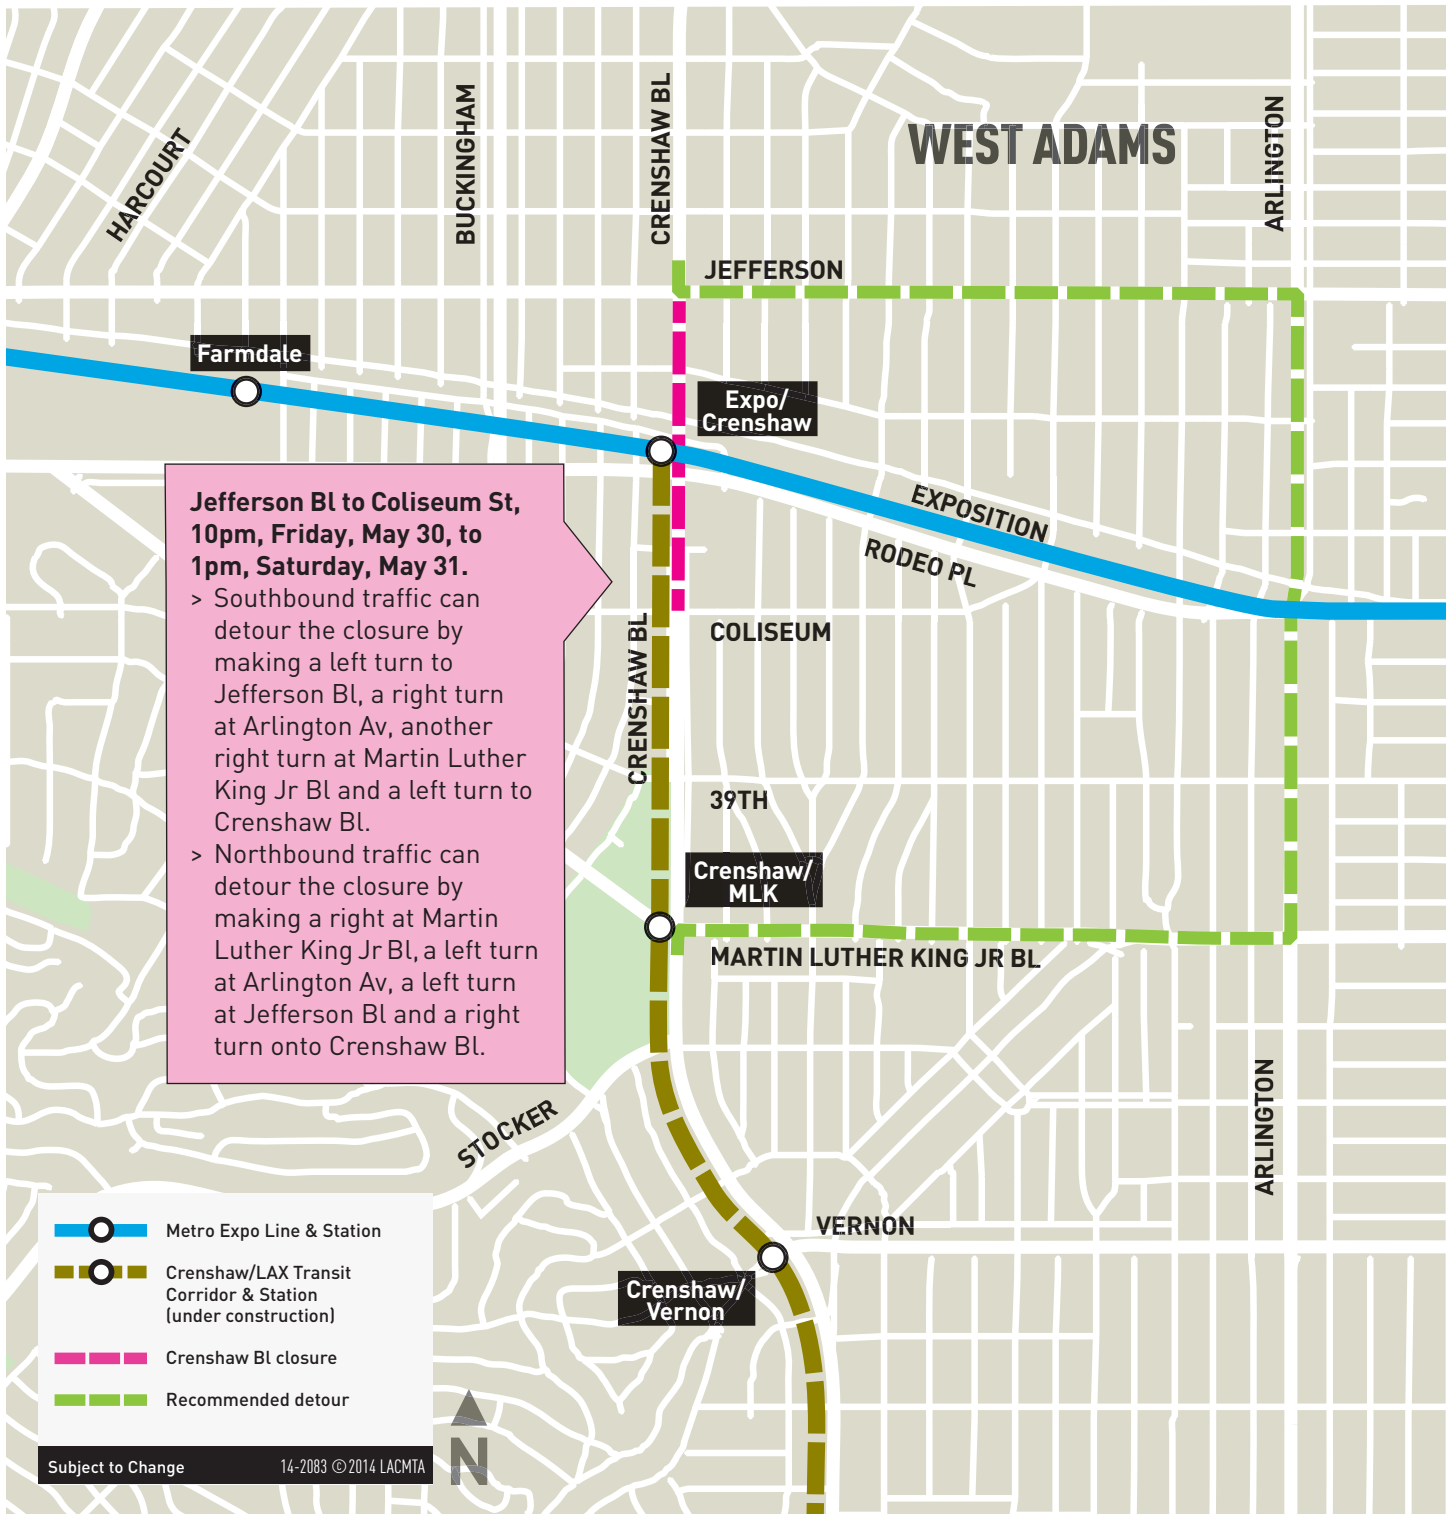 HARCOURT
BUCKINGHAM
CRENSHAW BL
WEST ADAMS
ARLINGTON
JEFFERSON
Farmdale
Expo/
Crenshaw
EXPOSITION
RODEO PL
Jefferson Bl to Coliseum St,
10pm, Friday, May 30, to
1pm, Saturday, May 31.
> Southbound traffic can
detour the closure by
making a left turn to
Jefferson Bl, a right turn
at Arlington Av, another
right turn at Martin Luther
King Jr Bl and a left turn to
Crenshaw Bl.
> Northbound traffic can
detour the closure by
making a right at Martin
Luther King Jr Bl, a left turn
at Arlington Av, a left turn
at Jefferson Bl and a right
turn onto Crenshaw Bl.
CRENSHAW BL
COLISEUM
39TH
Crenshaw/
MLK
MARTIN LUTHER KING JR BL
STOCKER
ARLINGTON
VERNON
Crenshaw/
Vernon
Metro Expo Line & Station
Crenshaw/LAX Transit
Corridor & Station
(under construction)
Crenshaw Bl closure
Recommended detour
Subject to Change
14-2083 ©2014 LACMTA
N